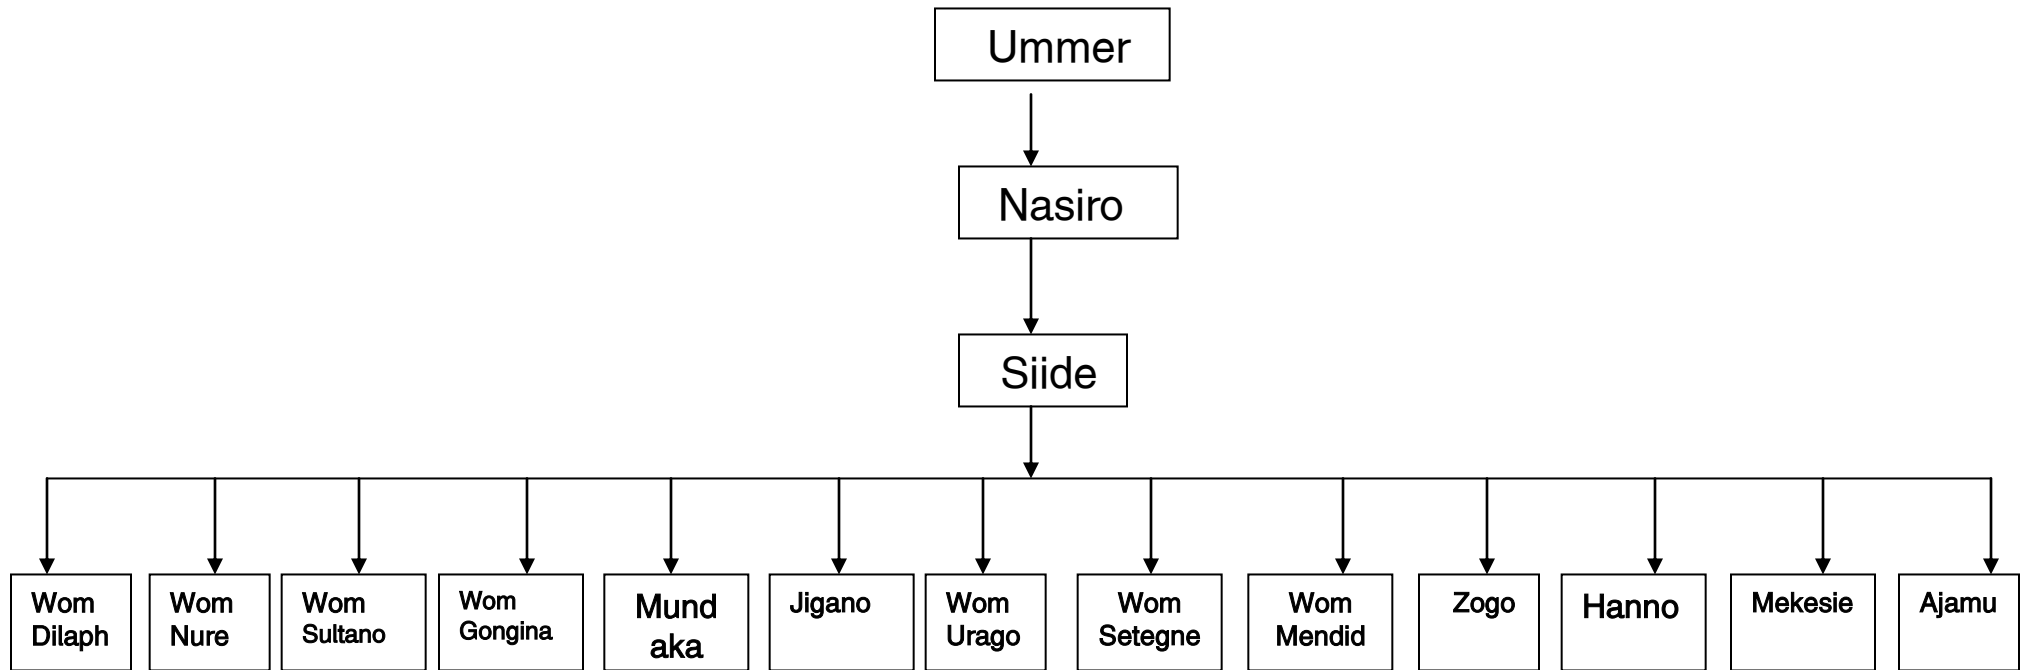 Ummer
Nasiro
Siide
Wom
Dilaph
Wom
Nure
Wom
Sultano
Wom
Gongina
Mund
aka
Jigano
Wom
Urago
Wom
Setegne
Wom
Mendid
Zogo
Hanno
Mekesie
Ajamu